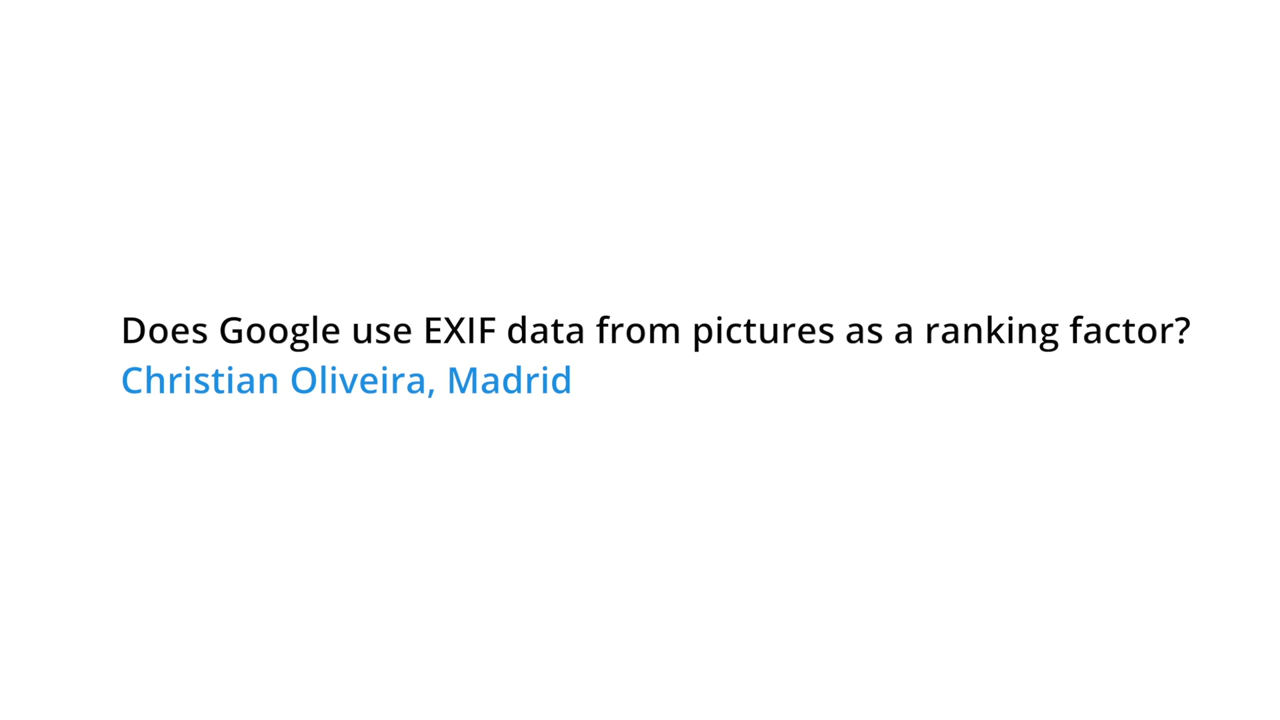 Does Google use EXIF data from pictures as a ranking factor?
Christian Oliveira, Madrid